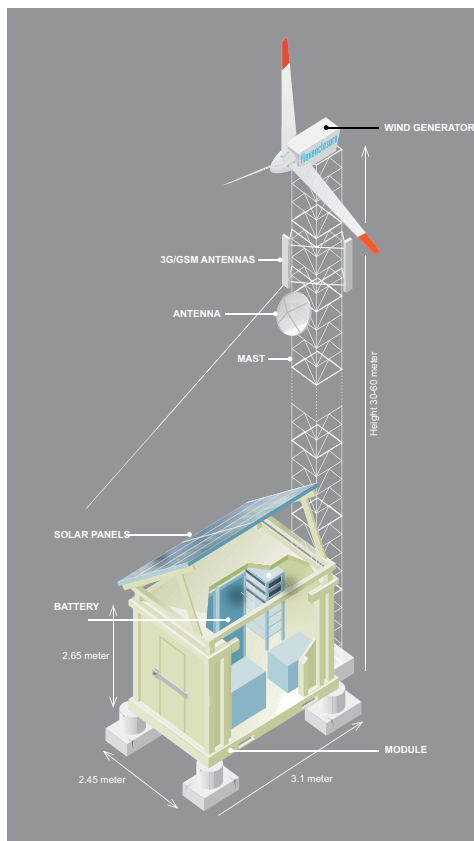 WIND GENERATOR
flexenclosure
3G/GSM ANTENNAS
ANTENNA
MAST
Height 30-60 meter
SOLAR PANELS
BATTERY
2.65 meter
MODULE
2.45 meter
3.1 meter